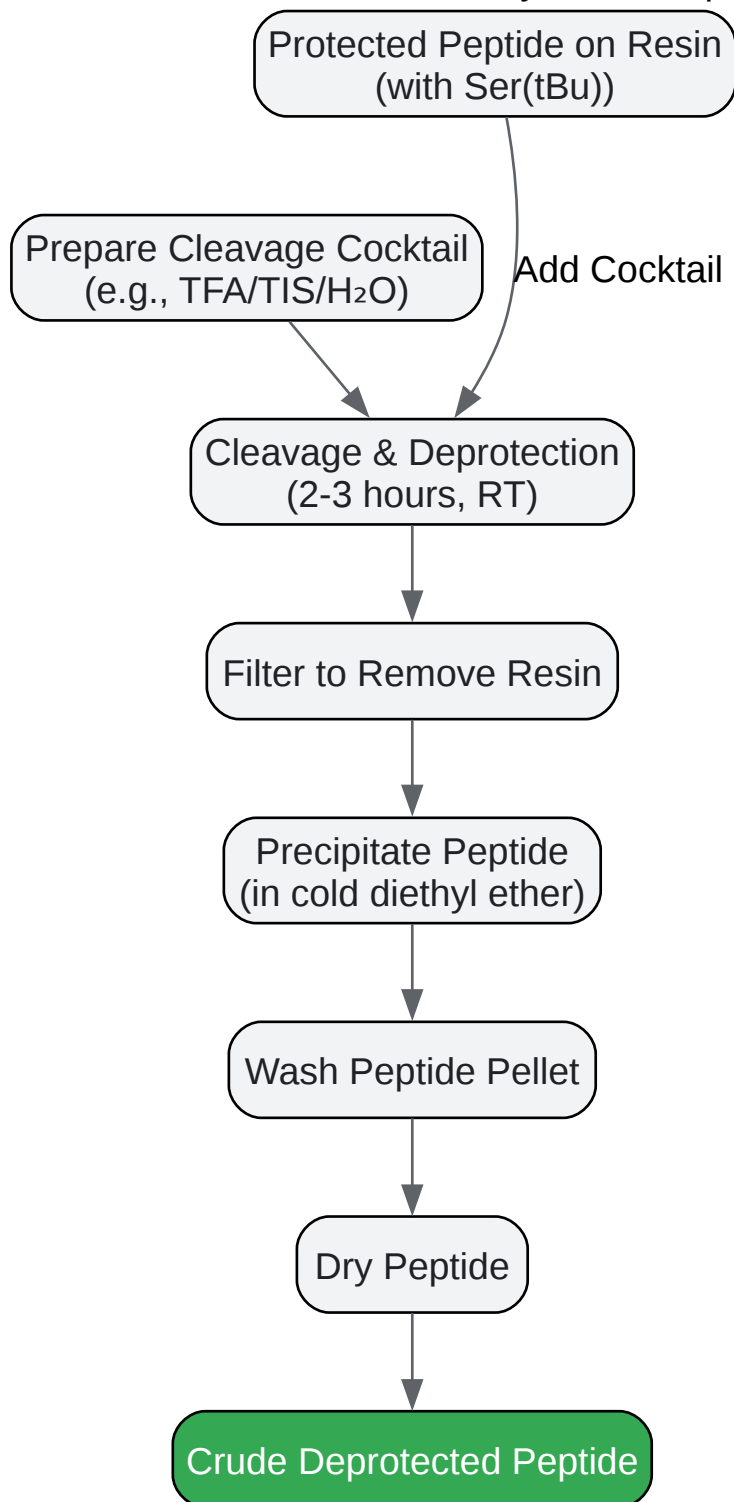 Protected Peptide on Resin
(with Ser(tBu))
Prepare Cleavage Cocktail
(e.g., TFA/TIS/H₂O)
Add Cocktail
Cleavage & Deprotection
(2-3 hours, RT)
Filter to Remove Resin
Precipitate Peptide
(in cold diethyl ether)
Wash Peptide Pellet
Dry Peptide
Crude Deprotected Peptide